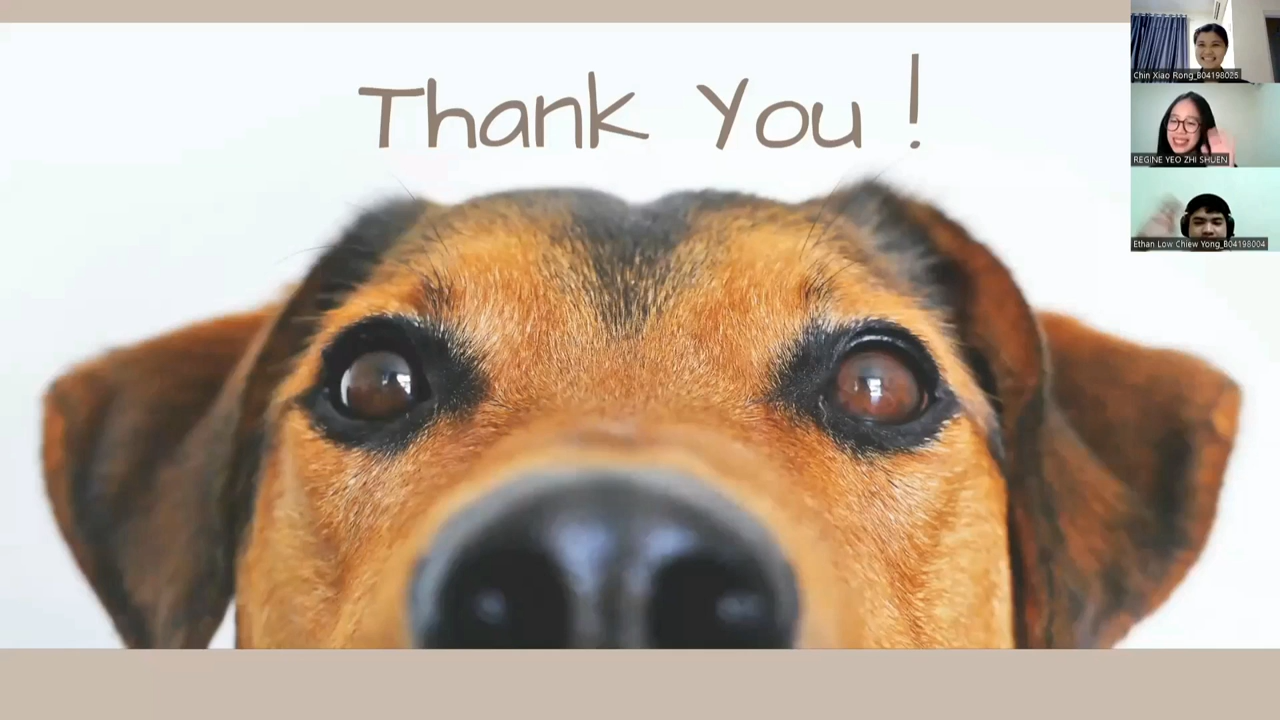 Thank You !
Chin Xiao Rong_B04198025
REGINE YEO ZHI SHUEN
Ethan Low Chiew Yong_B04198004